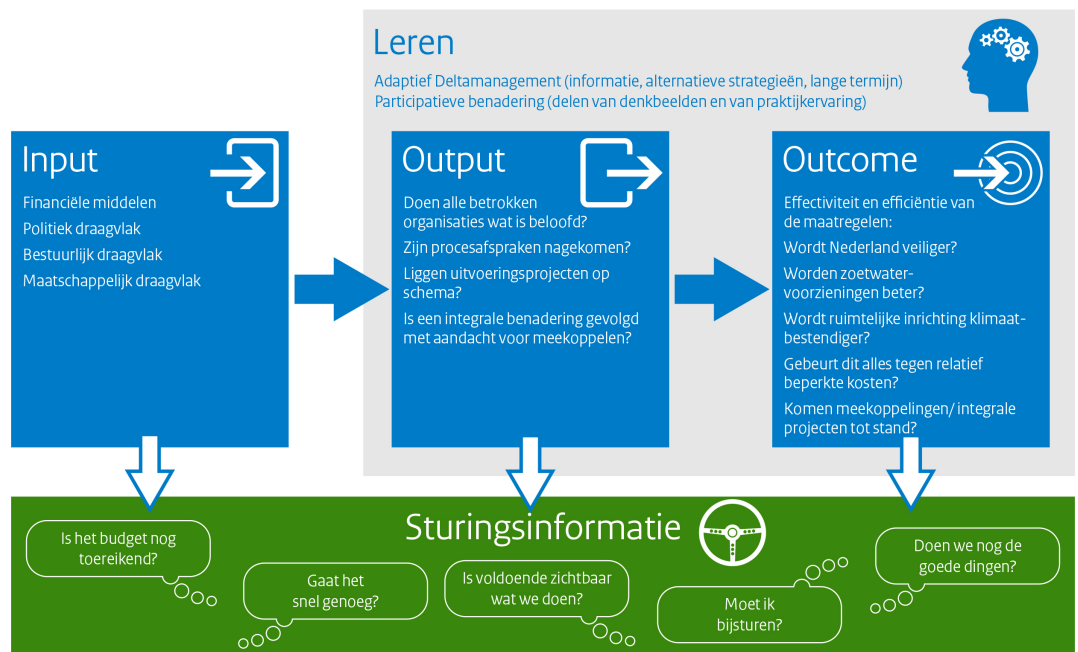 Leren
Adaptief Deltamanagement (informatie, alternatieve strategieën, lange termijn)
Participatieve benadering (delen van denkbeelden en van praktijkervaring)
Input
Financiële middelen
Politiek draagvlak
Bestuurlijk draagvlak
Maatschappelijk draagvlak
Output
Doen alle betrokken
organisaties wat is beloofd?
Zijn procesafspraken nagekomen?
Liggen uitvoeringsprojecten op
schema?
Is een integrale benadering gevolgd
met aandacht voor meekoppelen?
Outcome
Effectiviteit en efficiëntie van
de maatregelen:
Wordt Nederland veiliger?
Worden zoetwater-
voorzieningen beter?
Wordt ruimtelijke inrichting klimaat-
bestendiger?
Gebeurt dit alles tegen relatief
beperkte kosten?
Komen meekoppelingen/ integrale
projecten tot stand?
Sturingsinformatie
Is het budget nog
toereikend?
Gaat het
snel genoeg?
Is voldoende zichtbaar
wat we doen?
Moet ik
bijsturen?
Doen we nog de
goede dingen?